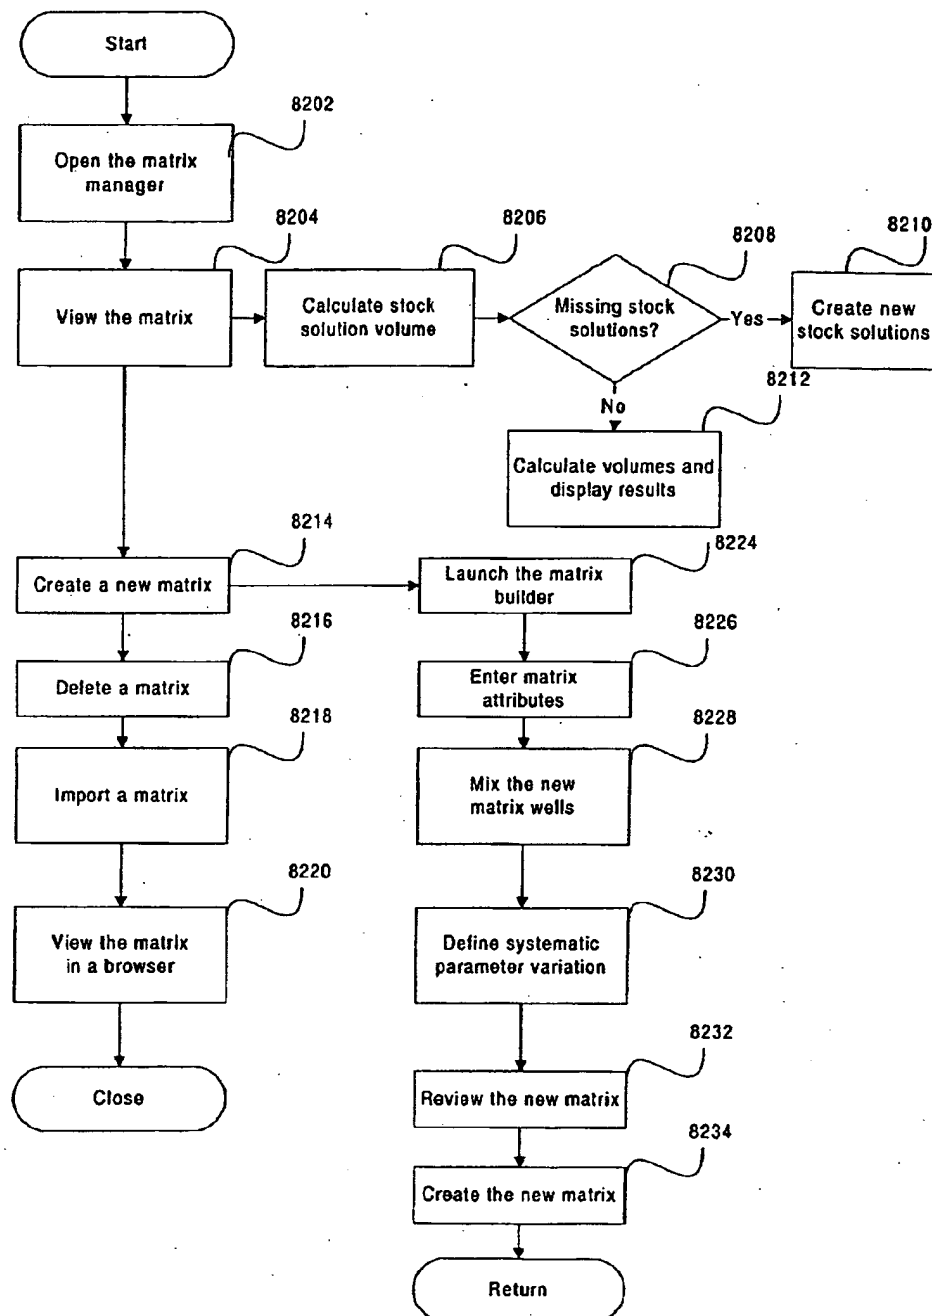 Start
8202
Open the matrix
manager
8204
View the matrix
8206
Calculate stock
solution volume
8208
Missing stock
solutions?
Yes
8210
Create new
stock solutions
No
8212
Calculate volumes and
display results
8214
Create a new matrix
8216
Delete a matrix
8218
Import a matrix
8220
View the matrix
in a browser
Close
8224
Launch the matrix
builder
8226
Enter matrix
attributes
8228
Mix the new
matrix wells
8230
Define systematic
parameter variation
8232
Review the new matrix
8234
Create the new matrix
Return